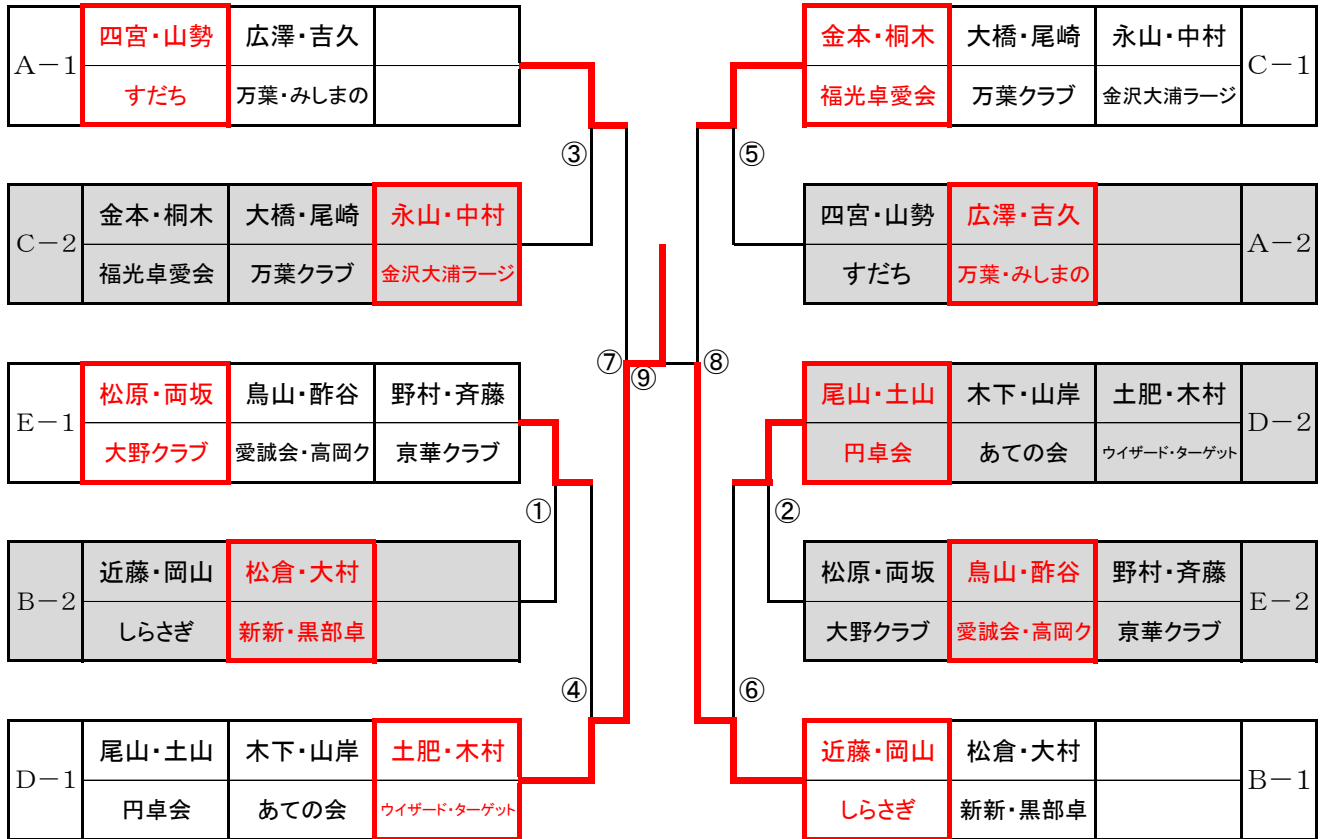 A－1
四宮・山勢 広澤・吉久
すだち 万葉・みしまの
C－2
金本・桐木 大橋・尾崎 永山・中村
福光卓愛会 万葉クラブ 金沢大浦ラージ
E－1
松原・両坂 鳥山・酢谷 野村・斉藤
大野クラブ 愛誠会・高岡ク 京華クラブ
B－2
近藤・岡山 松倉・大村
しらさぎ 新新・黒部卓
D－1
尾山・土山 木下・山岸 土肥・木村
円卓会 あての会 ウイザード・ターゲット
③
①
④
⑦
⑨
⑧
⑤
②
⑥
金本・桐木 大橋・尾崎 永山・中村
福光卓愛会 万葉クラブ 金沢大浦ラージ
C－1
四宮・山勢 広澤・吉久
すだち 万葉・みしまの
A－2
尾山・土山 木下・山岸 土肥・木村
円卓会 あての会 ウイザード・ターゲット
D－2
松原・両坂 鳥山・酢谷 野村・斉藤
大野クラブ 愛誠会・高岡ク 京華クラブ
E－2
近藤・岡山 松倉・大村
しらさぎ 新新・黒部卓
B－1